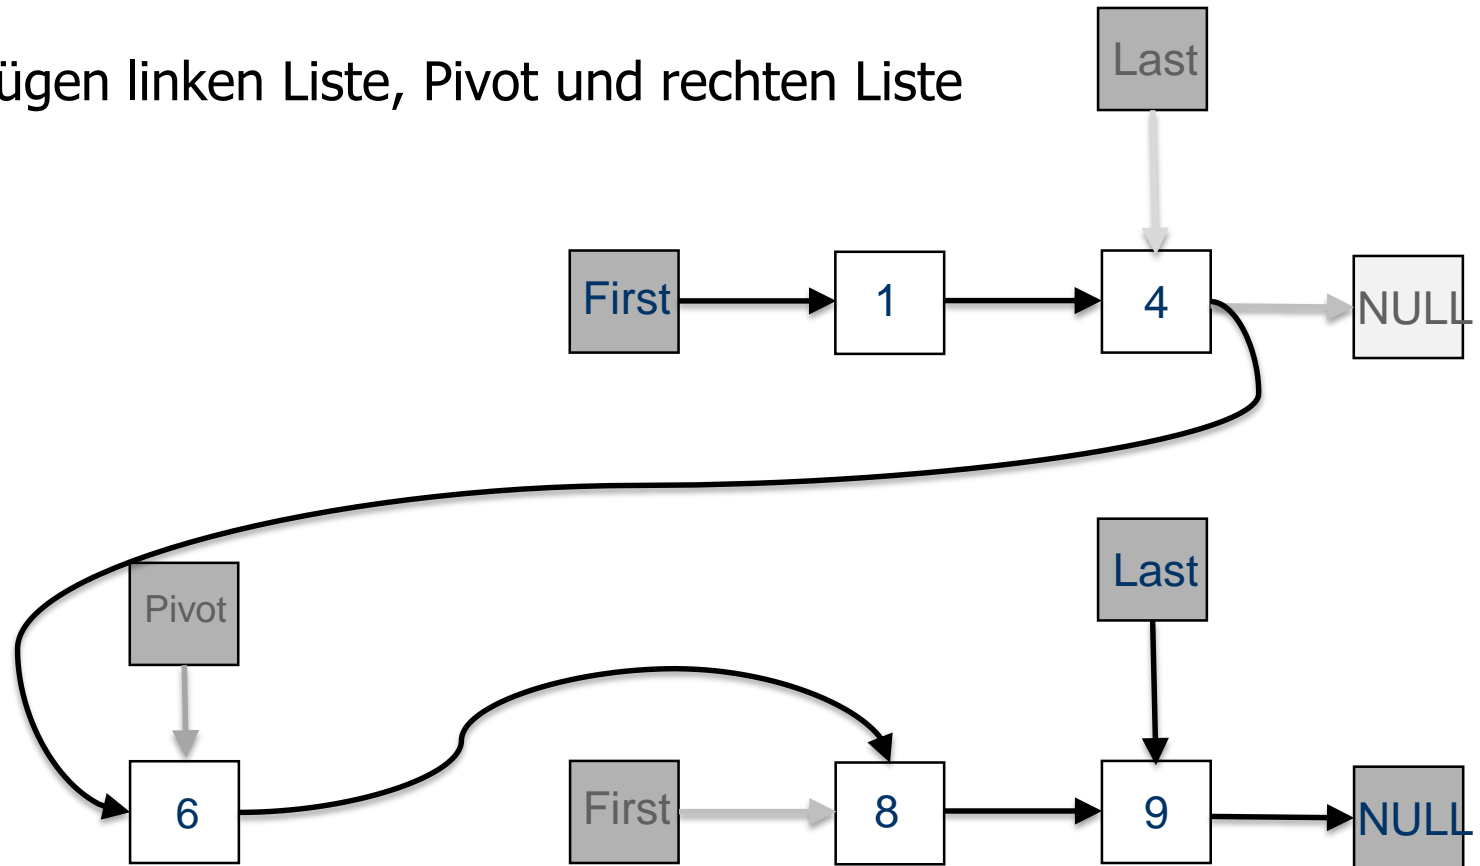 ügen linken Liste, Pivot und rechten Liste
Last
First
1
4
NULL
Pivot
Last
6
First
8
9
NULL